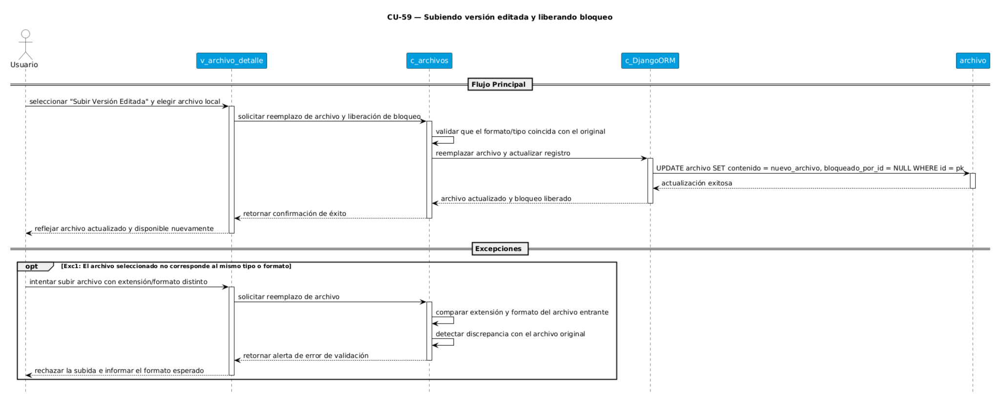 CU-59 — Subiendo versión editada y liberando bloqueo
Usuario
v_archivo_detalle
c_archivos
c_DjangoORM
archivo
Flujo Principal
seleccionar "Subir Versión Editada" y elegir archivo local
solicitar reemplazo de archivo y liberación de bloqueo
validar que el formato/tipo coincida con el original
reemplazar archivo y actualizar registro
UPDATE archivo SET contenido = nuevo_archivo, bloqueado_por_id = NULL WHERE id = pk
actualización exitosa
archivo actualizado y bloqueo liberado
retornar confirmación de éxito
reflejar archivo actualizado y disponible nuevamente
Excepciones
opt [Exc1: El archivo seleccionado no corresponde al mismo tipo o formato]
intentar subir archivo con extensión/formato distinto
solicitar reemplazo de archivo
comparar extensión y formato del archivo entrante
detectar discrepancia con el archivo original
retornar alerta de error de validación
rechazar la subida e informar el formato esperado